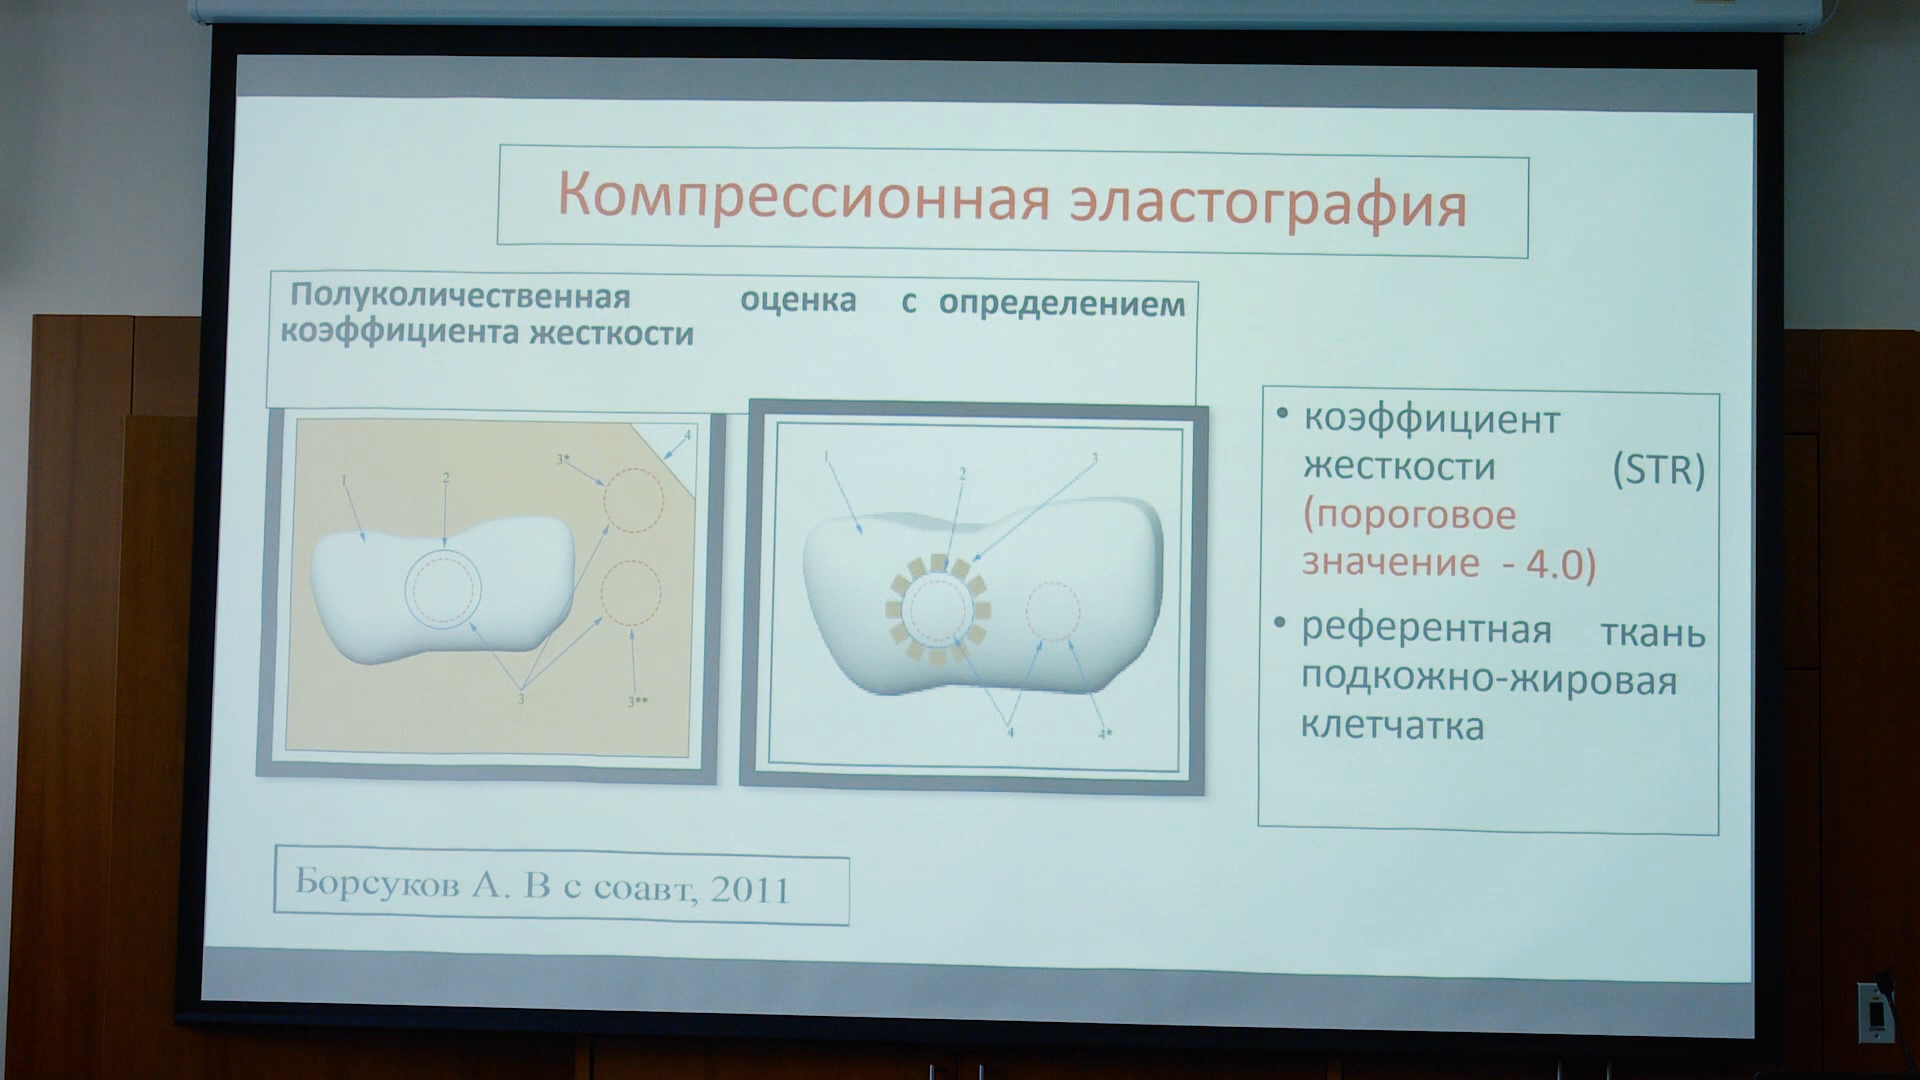 Компрессионная эластография
Полуколичественная оценка с определением
коэффициента жесткости
1
2
3*
4
3
3**
1
2
3
4
4*
• коэффициент
жесткости (STR)
(пороговое
значение - 4.0)
• референтная ткань
подкожно-жировая
клетчатка
Борсуков А. В с соавт, 2011